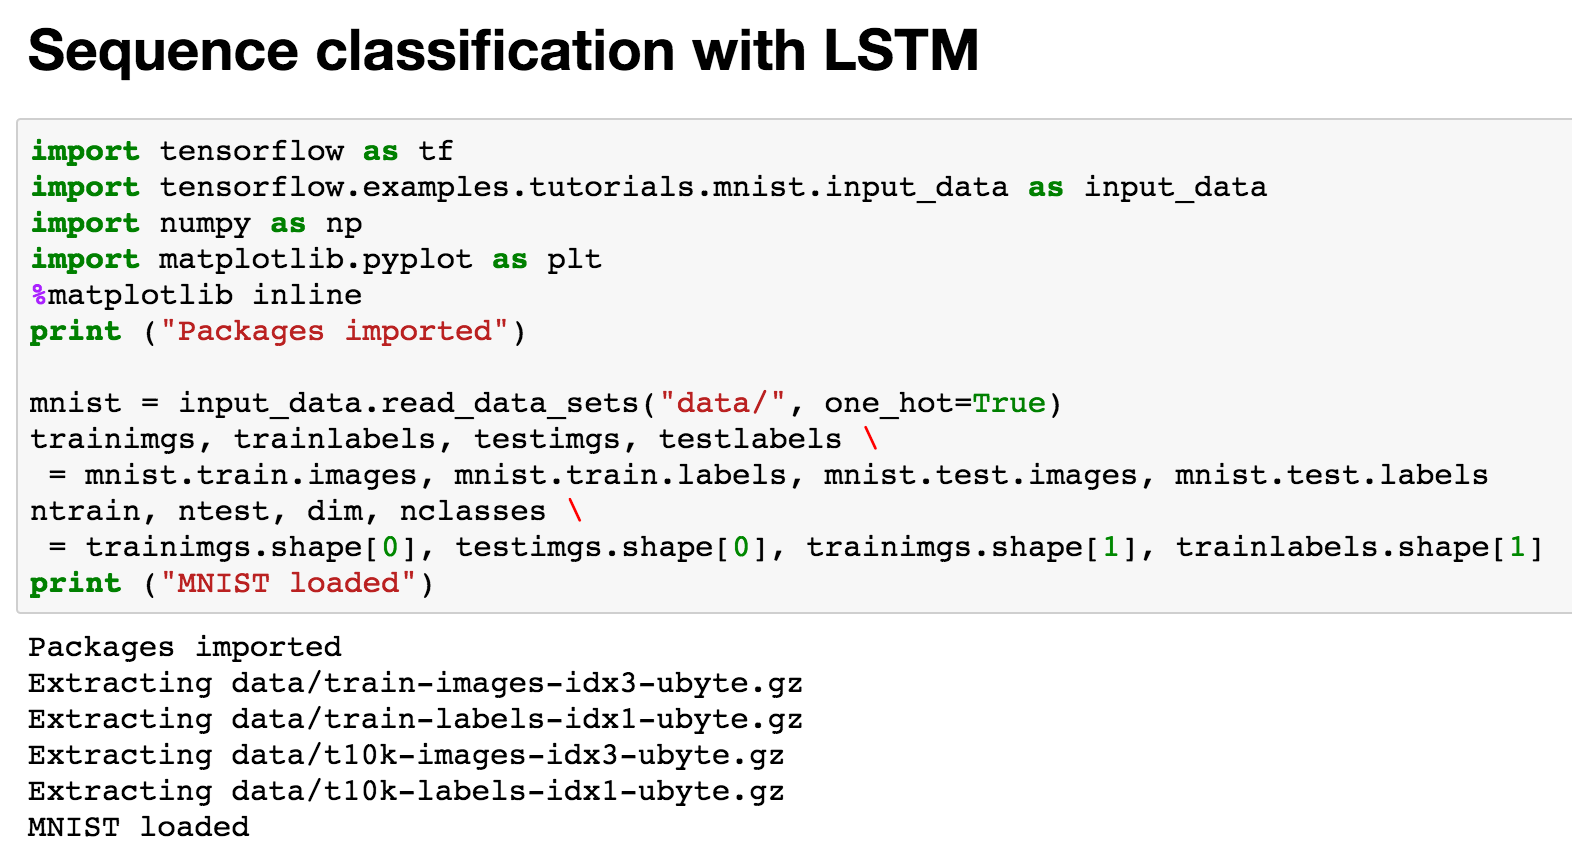 Sequence classification with LSTM
import tensorflow as tf
import tensorflow.examples.tutorials.mnist.input_data as input_data
import numpy as np
import matplotlib.pyplot as plt
%matplotlib inline
print ("Packages imported")

mnist = input_data.read_data_sets("data/", one_hot=True)
trainimgs, trainlabels, testimgs, testlabels \
 = mnist.train.images, mnist.train.labels, mnist.test.images, mnist.test.labels
ntrain, ntest, dim, nclasses \
 = trainimgs.shape[0], testimgs.shape[0], trainimgs.shape[1], trainlabels.shape[1]
print ("MNIST loaded")
Packages imported
Extracting data/train-images-idx3-ubyte.gz
Extracting data/train-labels-idx1-ubyte.gz
Extracting data/t10k-images-idx3-ubyte.gz
Extracting data/t10k-labels-idx1-ubyte.gz
MNIST loaded